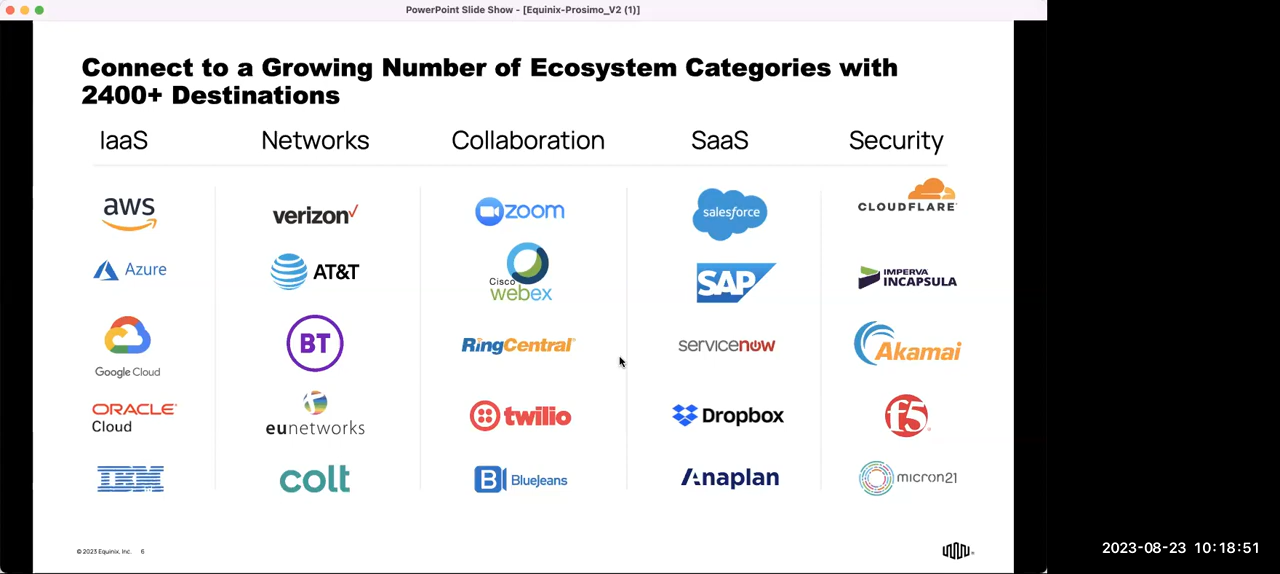 PowerPoint Slide Show - [Equinix-Prosimo_V2 (1)]
Connect to a Growing Number of Ecosystem Categories with
2400+ Destinations
IaaS
Networks
Collaboration
SaaS
Security
aws
Azure
Google Cloud
ORACLE
Cloud
IBM
verizon
AT&T
BT
eunetworks
colt
zoom
Cisco
webex
RingCentral
twilio
B
BlueJeans
salesforce
SAP
servicenow
Dropbox
Anaplan
CLOUDFLARE
IMPERVA
INCAPSULA
Akamai
f5
micron21
© 2023 Equinix, Inc. 6
2023-08-23 10:18:51